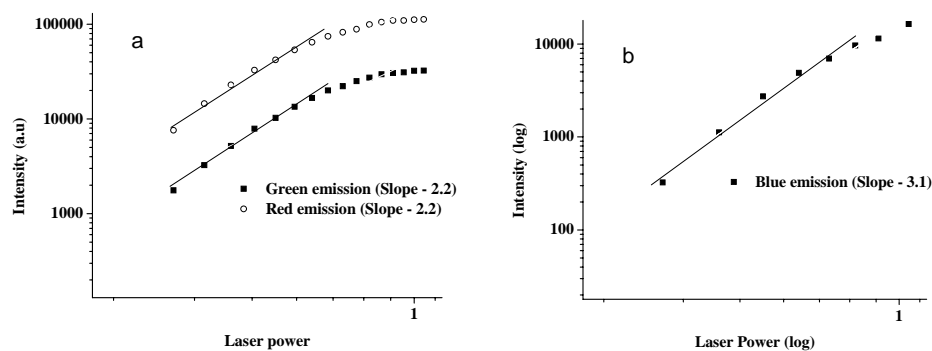 a
100000
10000
1000
Intensity (a.u)
Green emission (Slope - 2.2)
Red emission (Slope - 2.2)
1
Laser power
b
10000
1000
100
Intensity (log)
Blue emission (Slope - 3.1)
1
Laser Power (log)